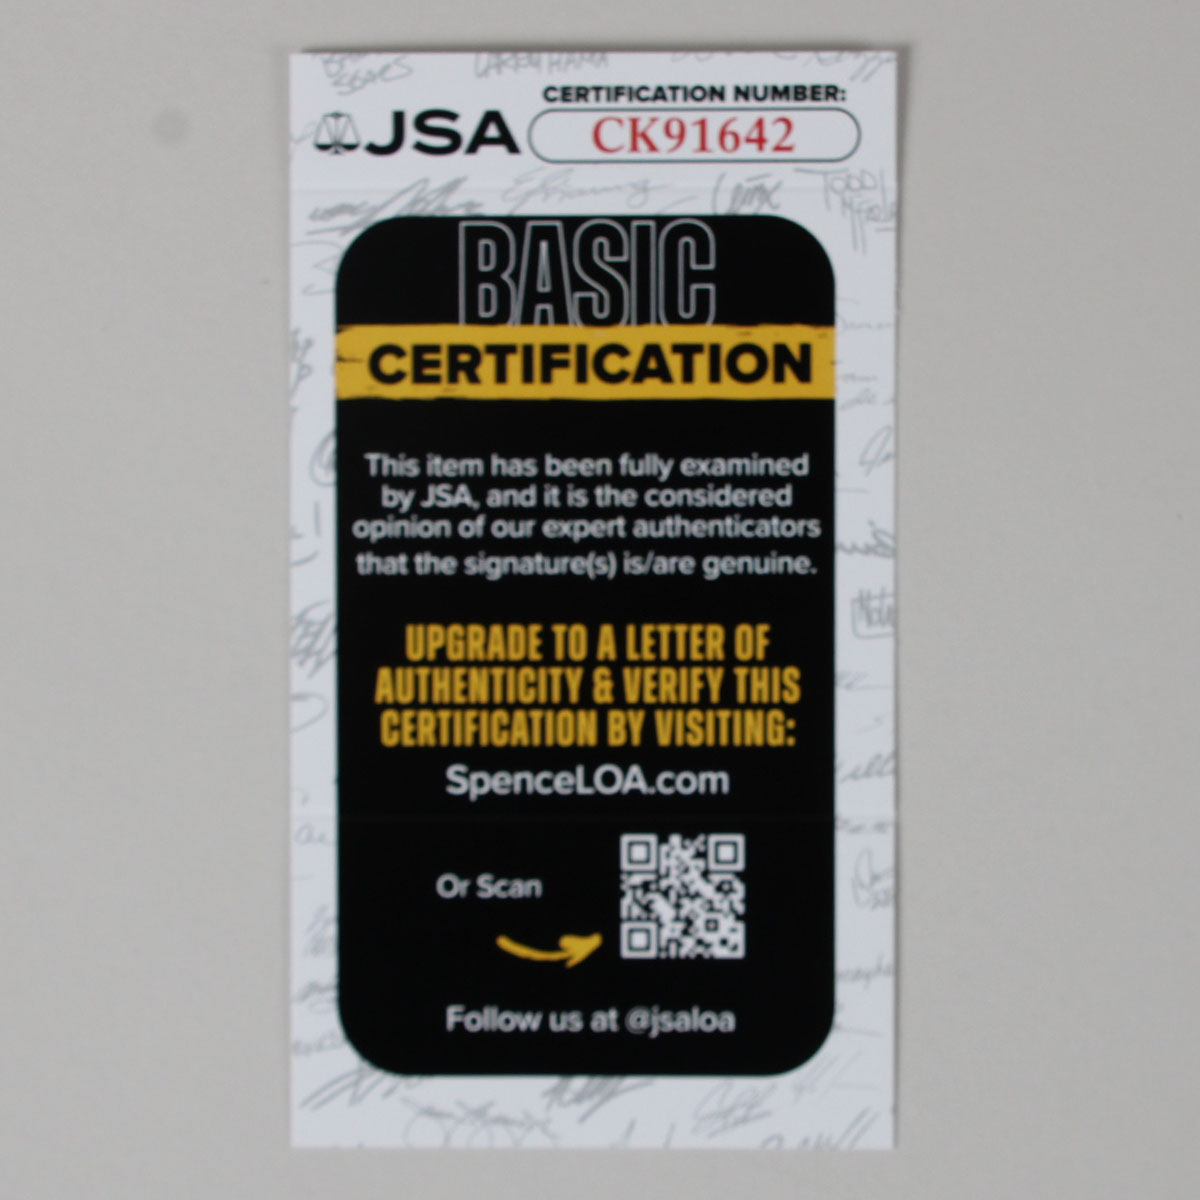 CERTIFICATION NUMBER:
JSA CK91642
BASIC
CERTIFICATION
This item has been fully examined
by JSA, and it is the considered
opinion of our expert authenticators
that the signature(s) is/are genuine.
UPGRADE TO A LETTER OF
AUTHENTICITY & VERIFY THIS
CERTIFICATION BY VISITING:
SpenceLOA.com
Or Scan
Follow us at @jsaloa